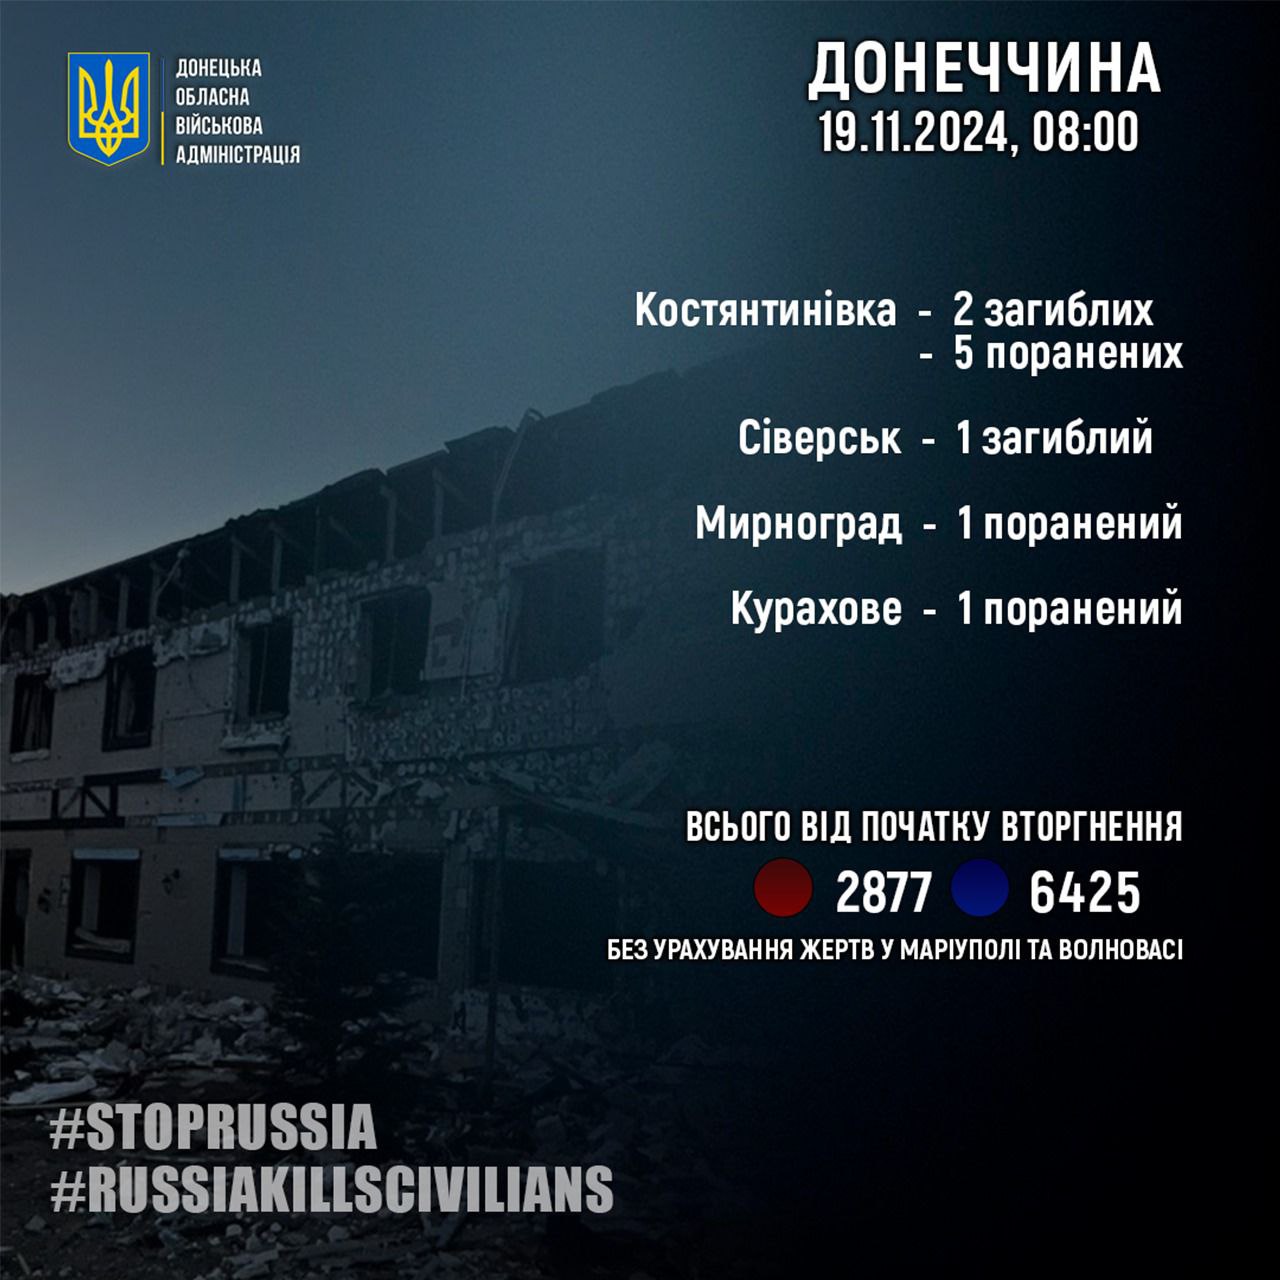 ДОНЕЦЬКА
ОБЛАСНА
ВІЙСЬКОВА
АДМІНІСТРАЦІЯ
ДОНЕЧЧИНА
19.11.2024, 08:00
Костянтинівка - 2 загиблих
- 5 поранених
Сіверськ - 1 загиблий
Мирноград - 1 поранений
Курахове - 1 поранений
ВСЬОГО ВІД ПОЧАТКУ ВТОРГНЕННЯ
2877 6425
БЕЗ УРАХУВАННЯ ЖЕРТВ У МАРІУПОЛІ ТА ВОЛНОВАСІ
#STOPRUSSIA
#RUSSIAKILLSCIVILIANS